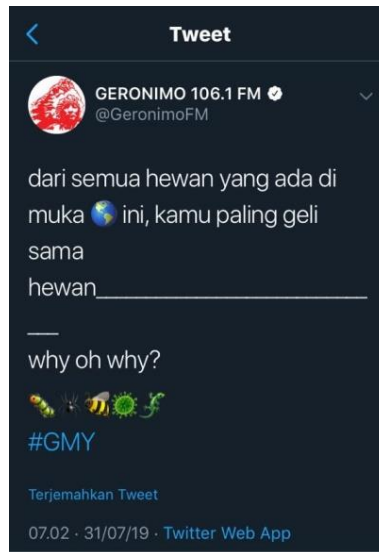 Tweet
GERONIMO 106.1 FM
@GeronimoFM
dari semua hewan yang ada di
muka 🌎 ini, kamu paling geli
sama
hewan___________________________
___
why oh why?
🐛🕷🐝🦠🦎
#GMY
Terjemahkan Tweet
07.02 · 31/07/19 · Twitter Web App